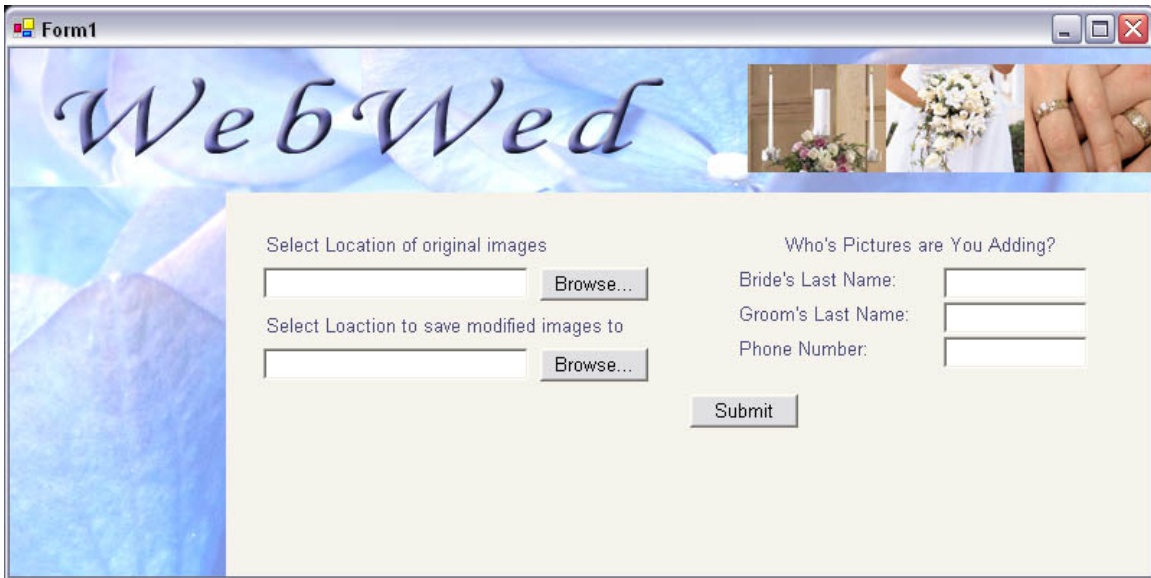 Form1
WebWed
Select Location of original images
Browse...
Select Loaction to save modified images to
Browse...
Who's Pictures are You Adding?
Bride's Last Name:
Groom's Last Name:
Phone Number:
Submit